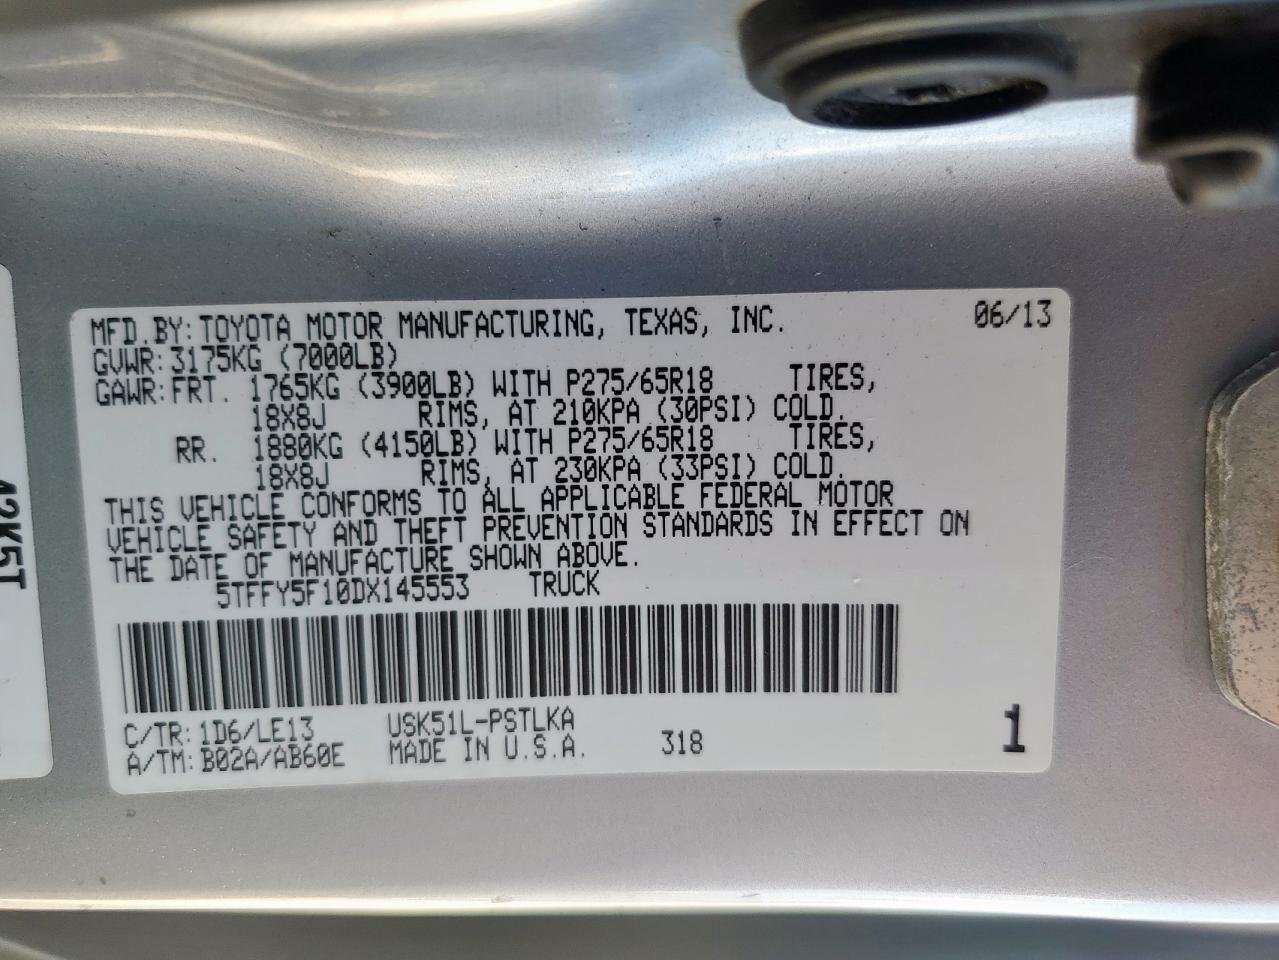 MFD.BY: TOYOTA MOTOR MANUFACTURING, TEXAS, INC. 06/13
GVWR: 3175KG (7000LB)
GAWR: FRT. 1765KG (3900LB) WITH P275/65R18 TIRES,
18X8J RIMS, AT 210KPA (30PSI) COLD.
RR. 1880KG (4150LB) WITH P275/65R18 TIRES,
18X8J RIMS, AT 230KPA (33PSI) COLD.
THIS VEHICLE CONFORMS TO ALL APPLICABLE FEDERAL MOTOR
VEHICLE SAFETY AND THEFT PREVENTION STANDARDS IN EFFECT ON
THE DATE OF MANUFACTURE SHOWN ABOVE.
5TFFY5F10DX145553 TRUCK
C/TR: 1D6/LE13 USK51L-PSTLKA
A/TM: B02A/AB60E MADE IN U.S.A. 318 1